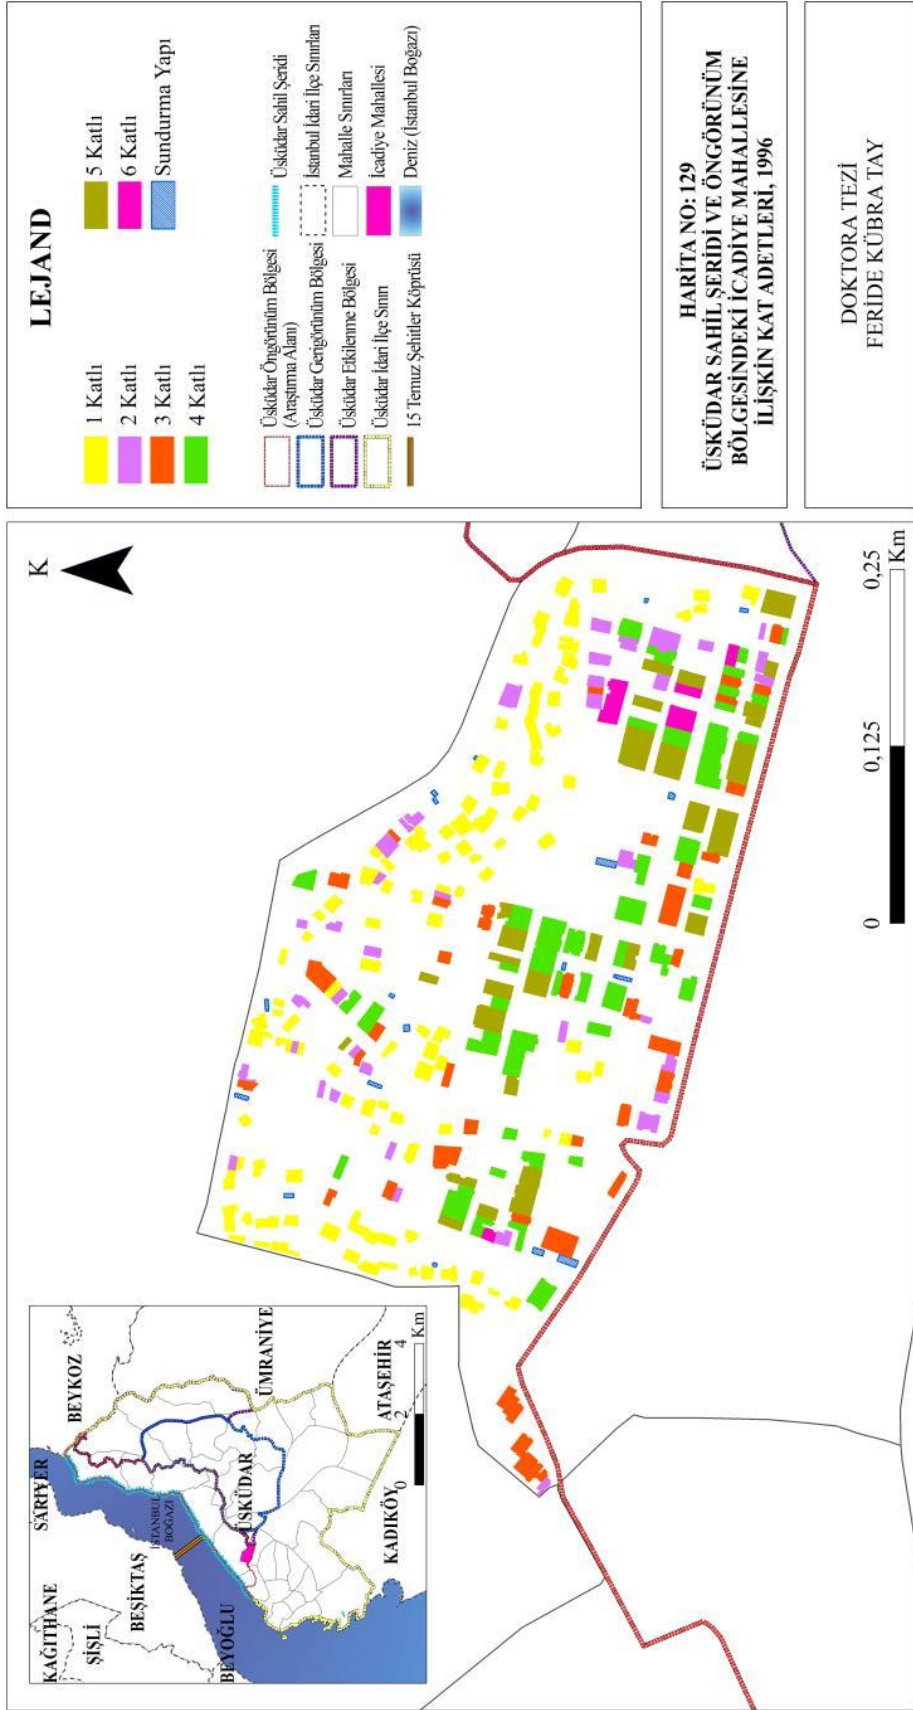 KAĞITHANE
SARIYER
ŞİŞLİ
BEYKOZ
BEŞİKTAŞ
İSTANBUL
BOĞAZI
BEYOĞLU
ÜSKÜDAR
ÜMRANİYE
KADIKÖY
ATAŞEHİR
0 2 4
Km
K
0 0,125 0,25
Km
LEJAND
1 Katlı
2 Katlı
3 Katlı
4 Katlı
5 Katlı
6 Katlı
Sundurma Yapı
Üsküdar Öngörünüm Bölgesi
(Araştırma Alanı)
Üsküdar Gerigörünüm Bölgesi
Üsküdar Etkilenme Bölgesi
Üsküdar İdari İlçe Sınırı
15 Temuz Şehitler Köprüsü
Üsküdar Sahil Şeridi
İstanbul İdari İlçe Sınırları
Mahalle Sınırları
İcadiye Mahallesi
Deniz (İstanbul Boğazı)
HARİTA NO: 129
ÜSKÜDAR SAHİL ŞERİDİ VE ÖNGÖRÜNÜM
BÖLGESİNDEKİ İCADİYE MAHALLESİNE
İLİŞKİN KAT ADETLERİ, 1996
DOKTORA TEZİ
FERİDE KÜBRA TAY